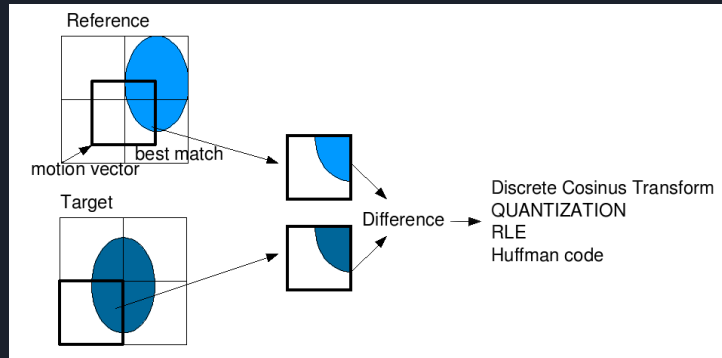 Reference
best match
motion vector
Target
Difference
Discrete Cosinus Transform
QUANTIZATION
RLE
Huffman code